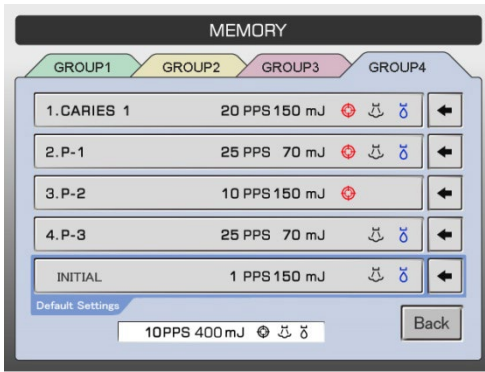 MEMORY
GROUP1 GROUP2 GROUP3 GROUP4
1.CARIES 1 20 PPS 150 mJ
2.P-1 25 PPS 70 mJ
3.P-2 10 PPS 150 mJ
4.P-3 25 PPS 70 mJ
INITIAL 1 PPS 150 mJ
Default Settings
10PPS 400mJ
Back